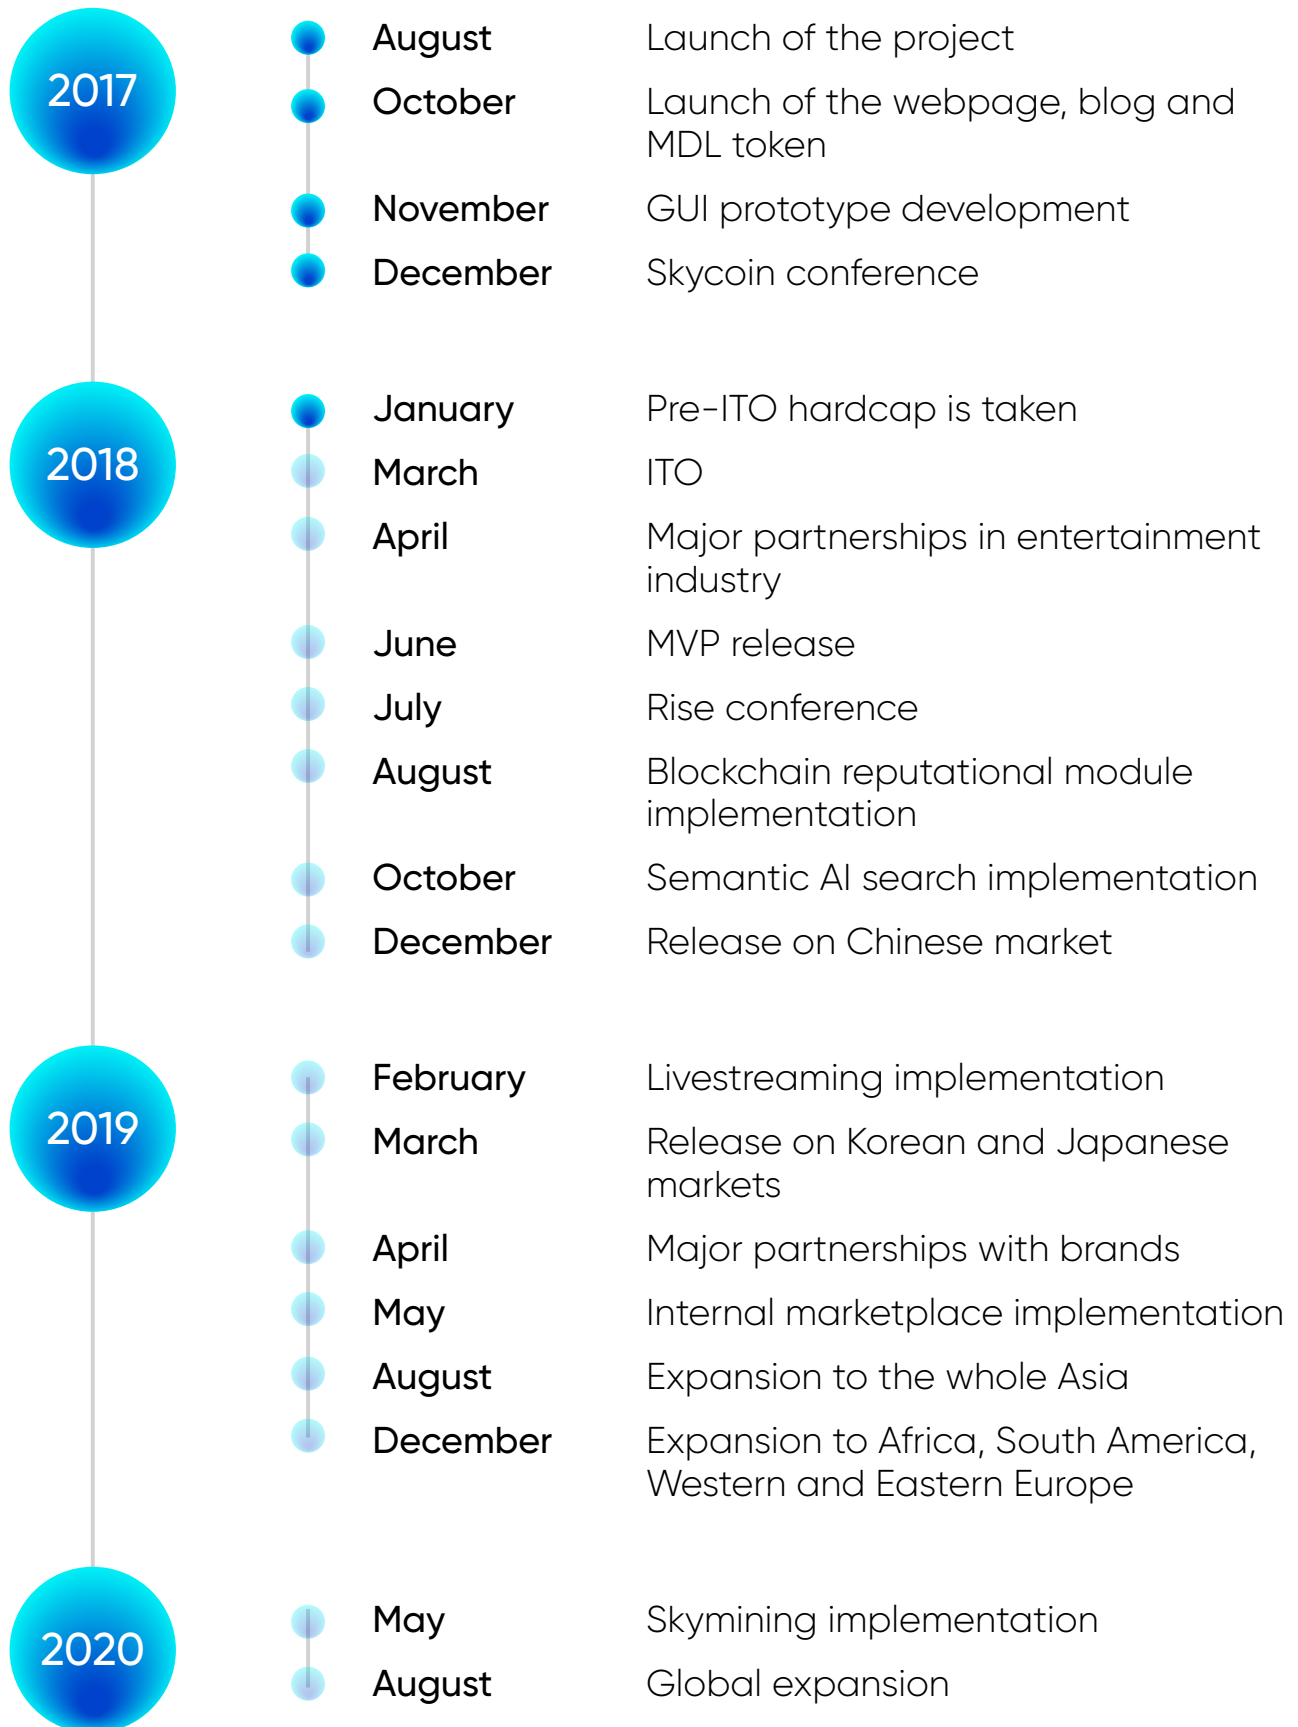 2017
August Launch of the project
October Launch of the webpage, blog and
MDL token
November GUI prototype development
December Skycoin conference
2018
January Pre-ITO hardcap is taken
March ITO
April Major partnerships in entertainment
industry
June MVP release
July Rise conference
August Blockchain reputational module
implementation
October Semantic AI search implementation
December Release on Chinese market
2019
February Livestreaming implementation
March Release on Korean and Japanese
markets
April Major partnerships with brands
May Internal marketplace implementation
August Expansion to the whole Asia
December Expansion to Africa, South America,
Western and Eastern Europe
2020
May Skymining implementation
August Global expansion